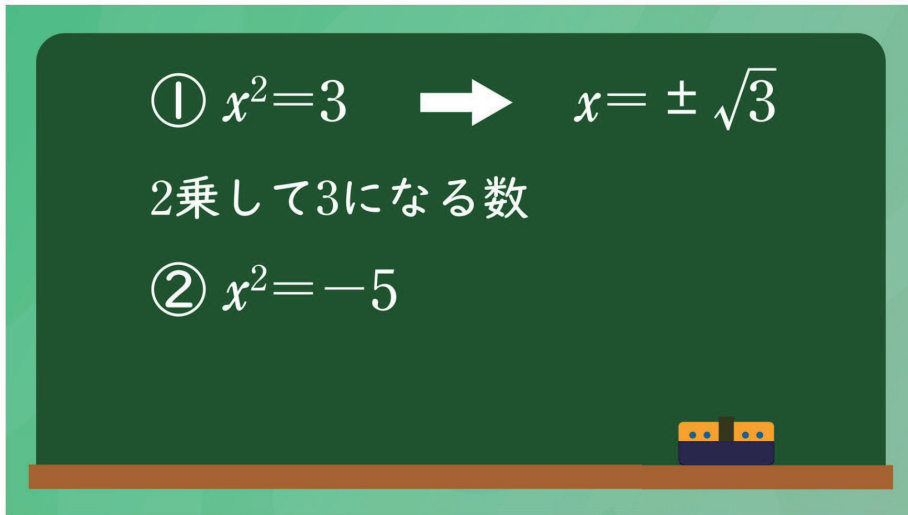 ① x²=3 ➡ x= ± √3
2乗して3になる数
② x²=−5